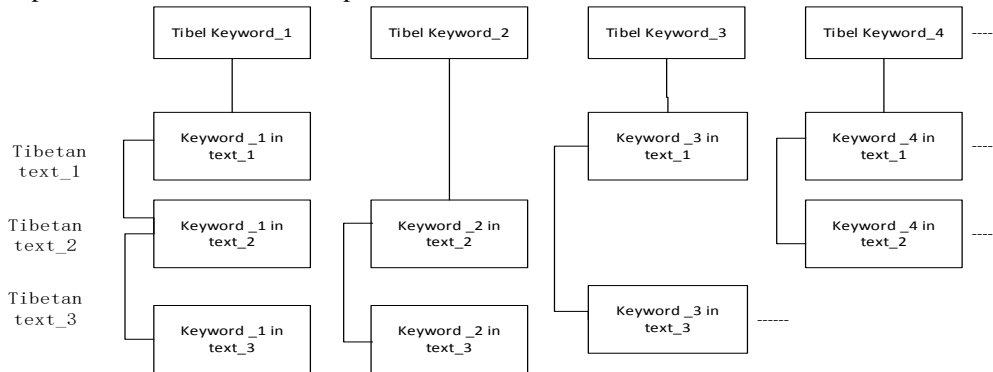 Tibel Keyword_1
Tibel Keyword_2
Tibel Keyword_3
Tibel Keyword_4
----
Tibetan
text_1
Keyword _1 in
text_1
Keyword _3 in
text_1
Keyword _4 in
text_1
----
Tibetan
text_2
Keyword _1 in
text_2
Keyword _2 in
text_2
Keyword _4 in
text_2
----
Tibetan
text_3
Keyword _1 in
text_3
Keyword _2 in
text_3
Keyword _3 in
text_3
------